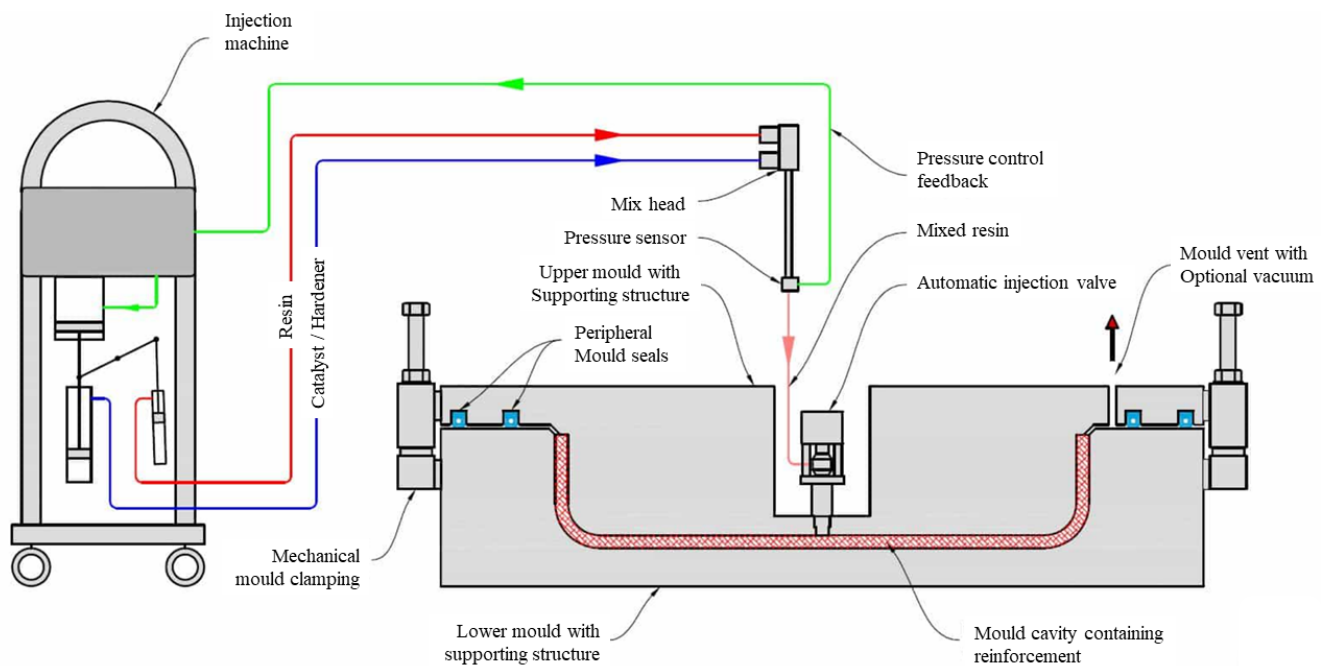 Injection
machine
Pressure control
feedback
Mix head
Mixed resin
Pressure sensor
Mould vent with
Optional vacuum
Upper mould with
Supporting structure
Automatic injection valve
Resin
Catalyst / Hardener
Peripheral
Mould seals
Mechanical
mould clamping
Lower mould with
supporting structure
Mould cavity containing
reinforcement